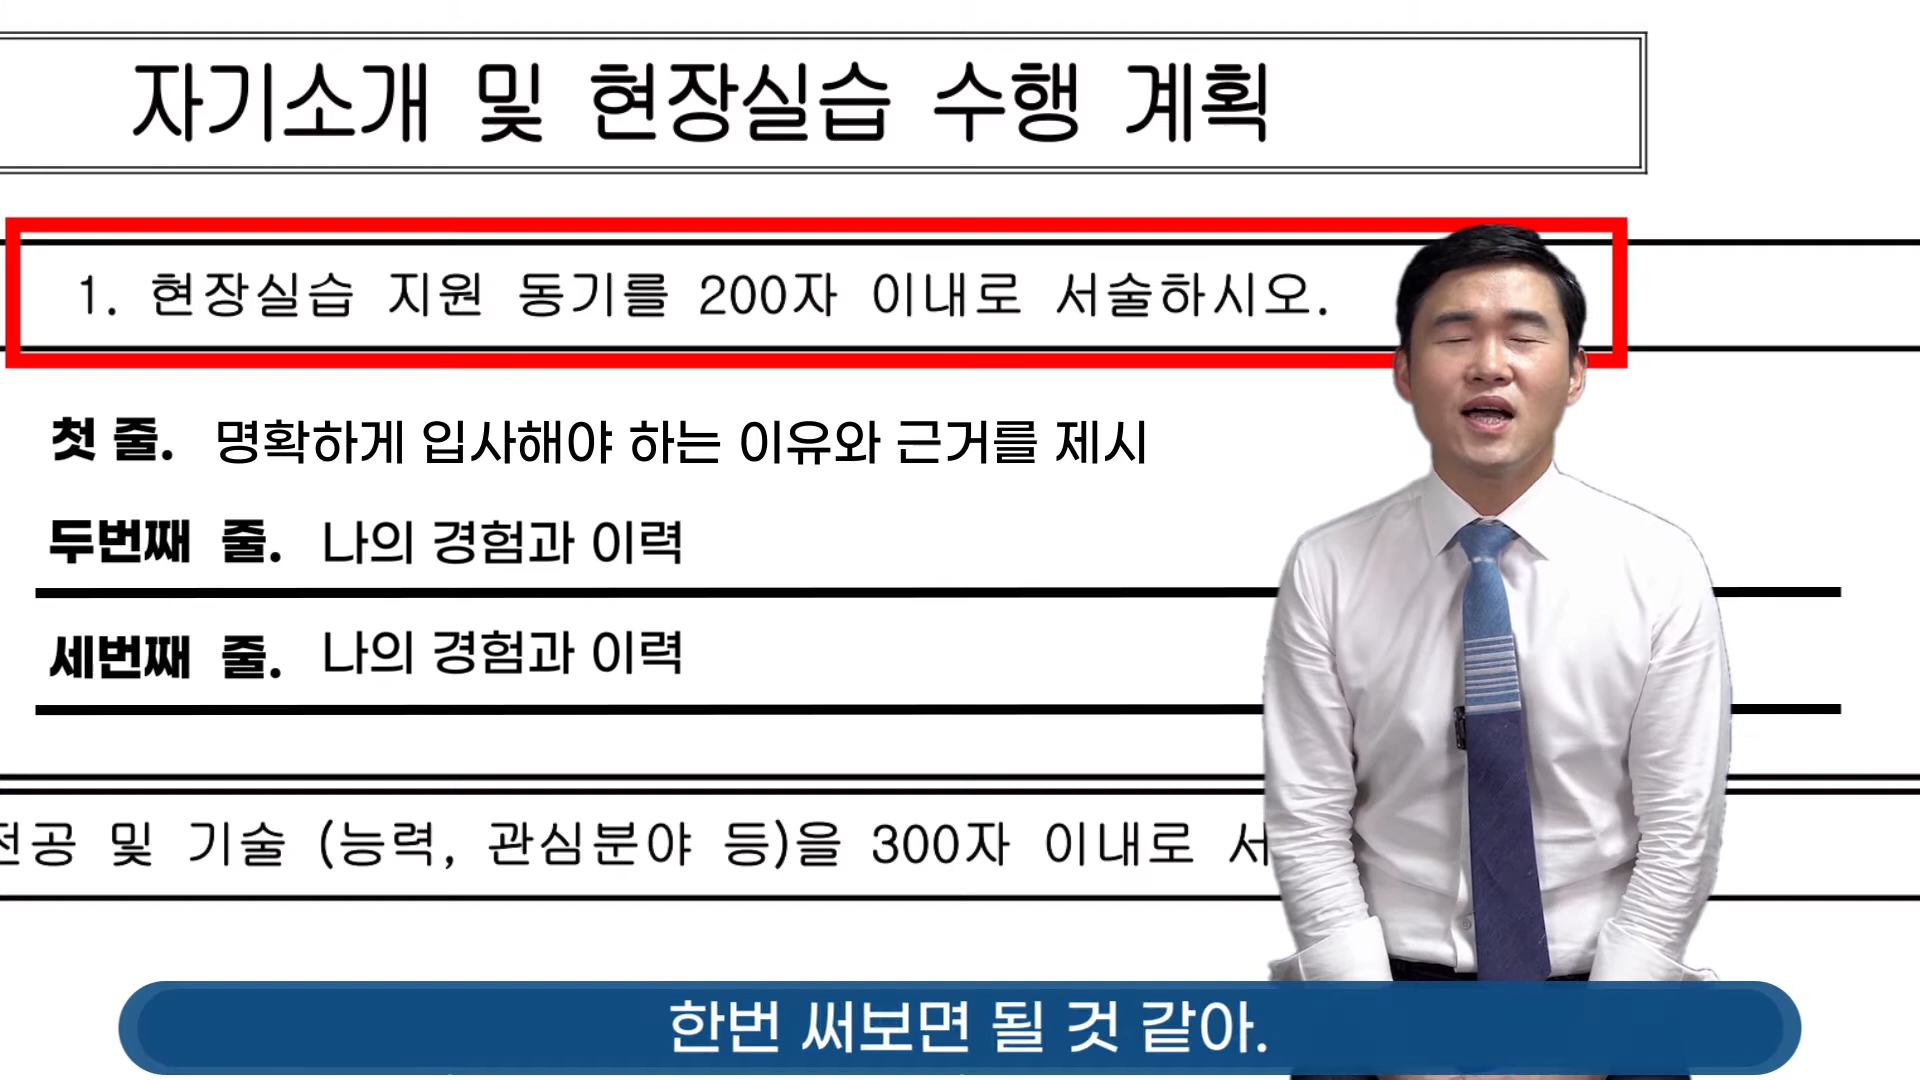 자기소개 및 현장실습 수행 계획
1. 현장실습 지원 동기를 200자 이내로 서술하시오.
첫 줄. 명확하게 입사해야 하는 이유와 근거를 제시
두번째 줄. 나의 경험과 이력
세번째 줄. 나의 경험과 이력
전공 및 기술 (능력, 관심분야 등)을 300자 이내로 서
한번 써보면 될 것 같아.